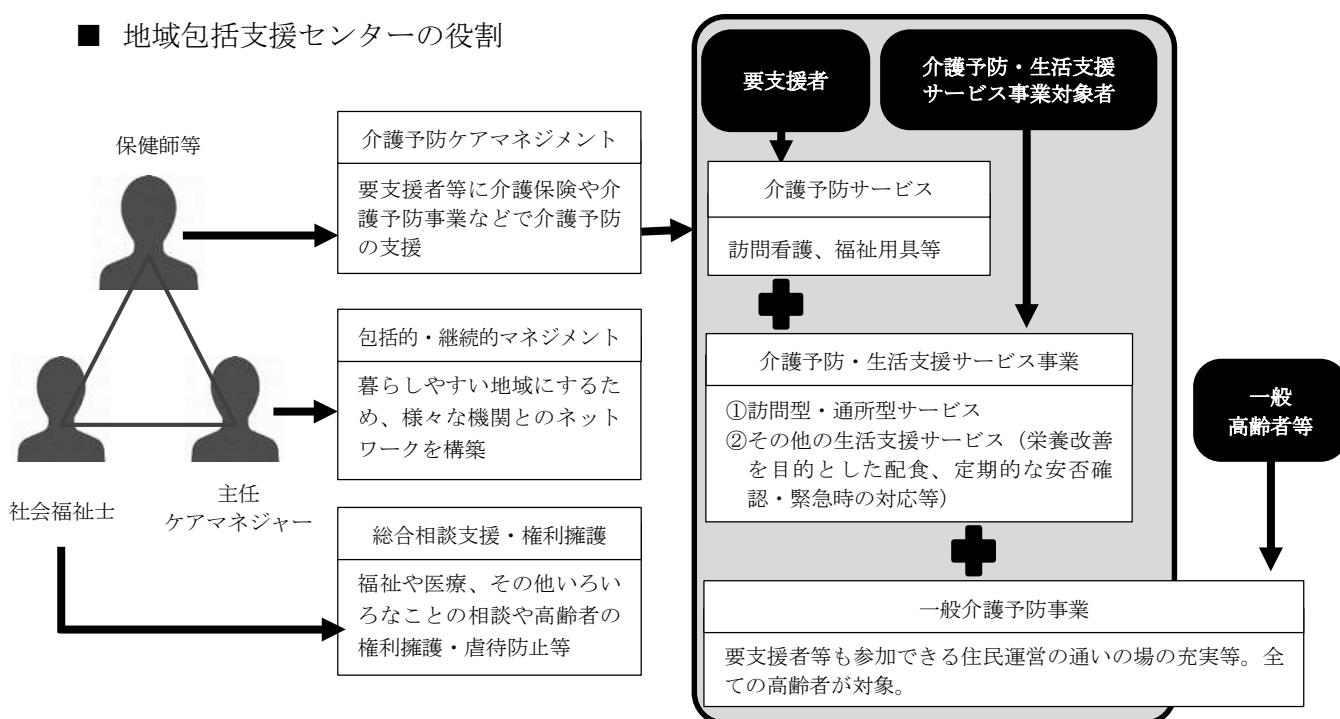 ■ 地域包括支援センターの役割
保健師等
社会福祉士
主任
ケアマネジャー
介護予防ケアマネジメント
要支援者等に介護保険や介
護予防事業などで介護予防
の支援
包括的・継続的マネジメント
暮らしやすい地域にするた
め、様々な機関とのネット
ワークを構築
総合相談支援・権利擁護
福祉や医療、その他いろい
ろなことの相談や高齢者の
権利擁護・虐待防止等
要支援者
介護予防・生活支援
サービス事業対象者
介護予防サービス
訪問看護、福祉用具等
介護予防・生活支援サービス事業
①訪問型・通所型サービス
②その他の生活支援サービス（栄養改善
を目的とした配食、定期的な安否確
認・緊急時の対応等）
一般
高齢者等
一般介護予防事業
要支援者等も参加できる住民運営の通いの場の充実等。全
ての高齢者が対象。